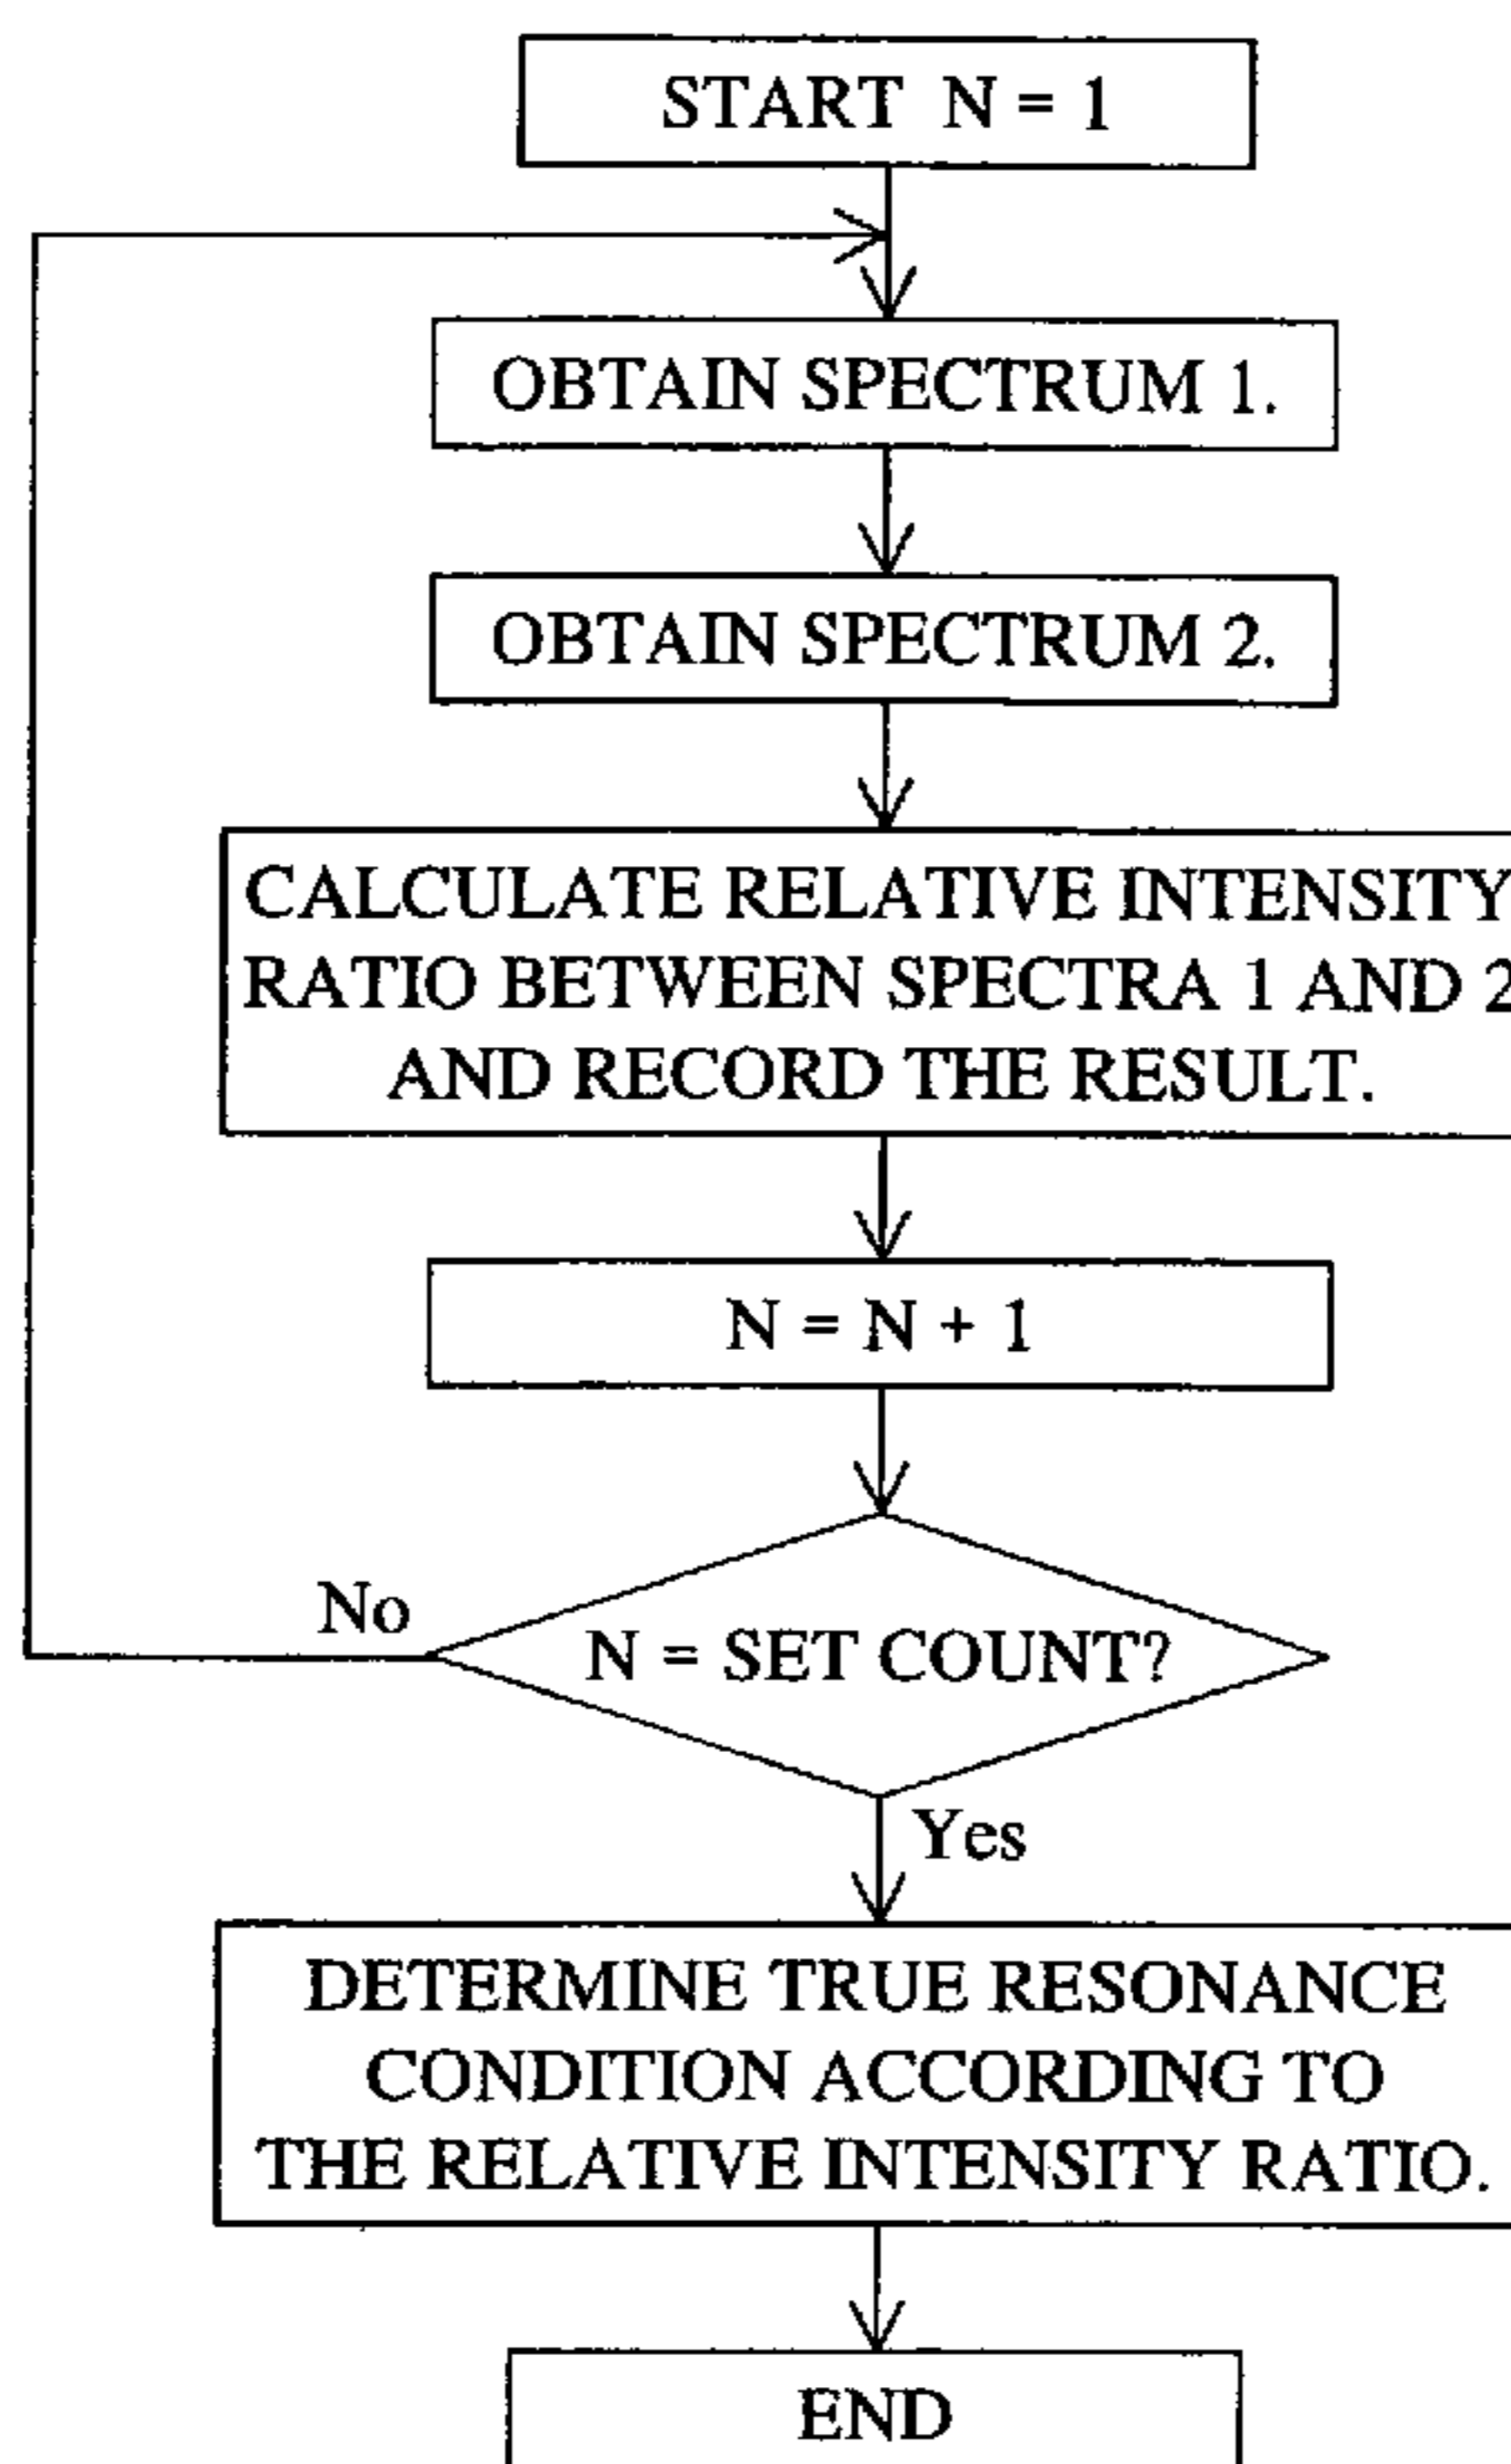 START N = 1
OBTAIN SPECTRUM 1.
OBTAIN SPECTRUM 2.
CALCULATE RELATIVE INTENSITY
RATIO BETWEEN SPECTRA 1 AND 2
AND RECORD THE RESULT.
N = N + 1
N = SET COUNT?
No
Yes
DETERMINE TRUE RESONANCE
CONDITION ACCORDING TO
THE RELATIVE INTENSITY RATIO.
END